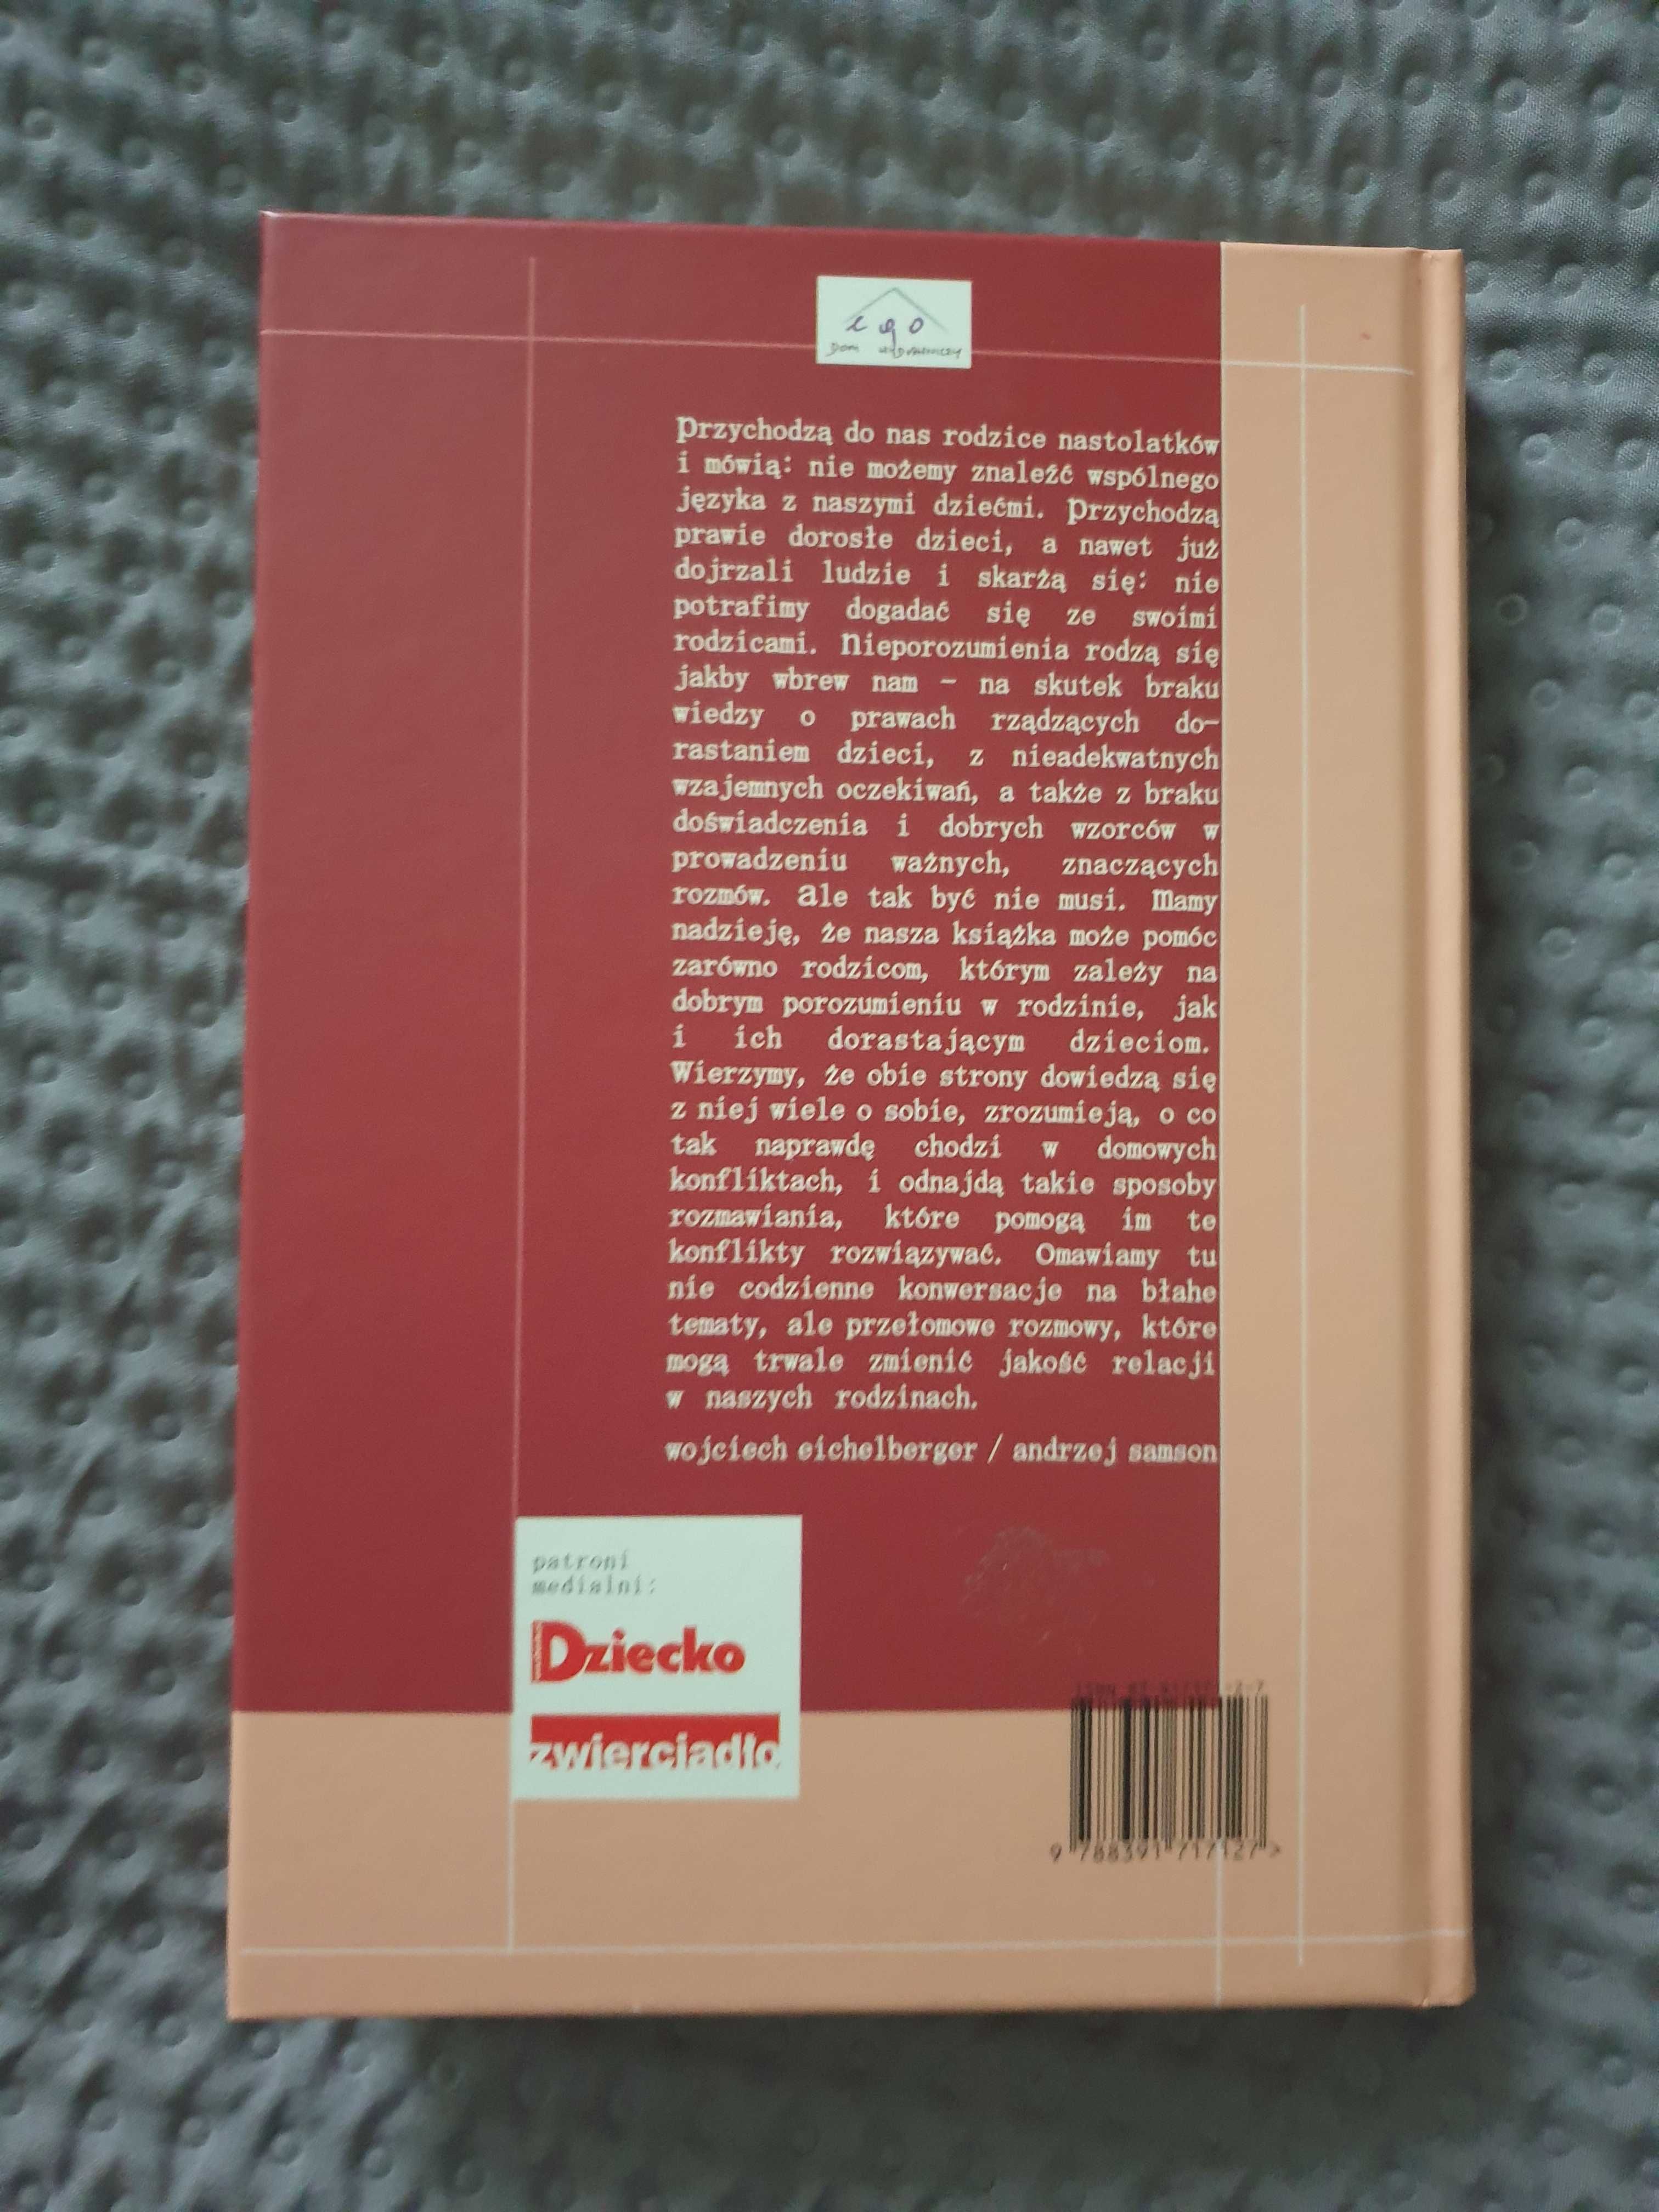 ego
Dom wydawniczy
Przychodzą do nas rodzice nastolatków
i mówią: nie możemy znaleźć wspólnego
języka z naszymi dziećmi. Przychodzą
prawie dorosłe dzieci, a nawet już
dojrzali ludzie i skarżą się: nie
potrafimy dogadać się ze swoimi
rodzicami. Nieporozumienia rodzą się
jakby wbrew nam – na skutek braku
wiedzy o prawach rządzących do-
rastaniem dzieci, z nieadekwatnych
wzajemnych oczekiwań, a także z braku
doświadczenia i dobrych wzorców w
prowadzeniu ważnych, znaczących
rozmów. ale tak być nie musi. Mamy
nadzieję, że nasza książka może pomóc
zarówno rodzicom, którym zależy na
dobrym porozumieniu w rodzinie, jak
i ich dorastającym dzieciom.
Wierzymy, że obie strony dowiedzą się
z niej wiele o sobie, zrozumieją, o co
tak naprawdę chodzi w domowych
konfliktach, i odnajdą takie sposoby
rozmawiania, które pomogą im te
konflikty rozwiązywać. Omawiamy tu
nie codzienne konwersacje na błahe
tematy, ale przełomowe rozmowy, które
mogą trwale zmienić jakość relacji
w naszych rodzinach.
wojciech eichelberger / andrzej samson
patroni
medialni:
Dziecko
zwierciadło
9 788391 717127 >